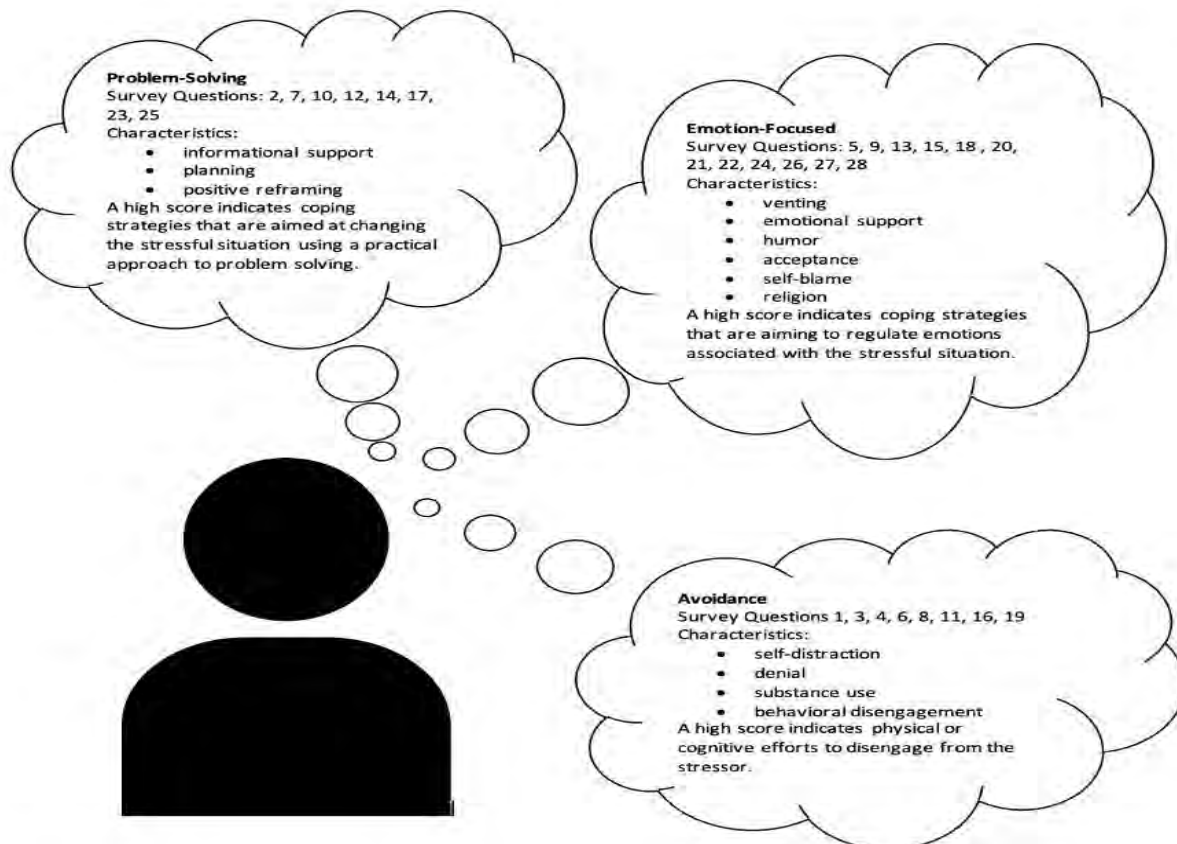 Problem-Solving
Survey Questions: 2, 7, 10, 12, 14, 17,
23, 25
Characteristics:
• informational support
• planning
• positive reframing
A high score indicates coping
strategies that are aimed at changing
the stressful situation using a practical
approach to problem solving.
Emotion-Focused
Survey Questions: 5, 9, 13, 15, 18 , 20,
21, 22, 24, 26, 27, 28
Characteristics:
• venting
• emotional support
• humor
• acceptance
• self-blame
• religion
A high score indicates coping strategies
that are aiming to regulate emotions
associated with the stressful situation.
Avoidance
Survey Questions 1, 3, 4, 6, 8, 11, 16, 19
Characteristics:
• self-distraction
• denial
• substance use
• behavioral disengagement
A high score indicates physical or
cognitive efforts to disengage from the
stressor.